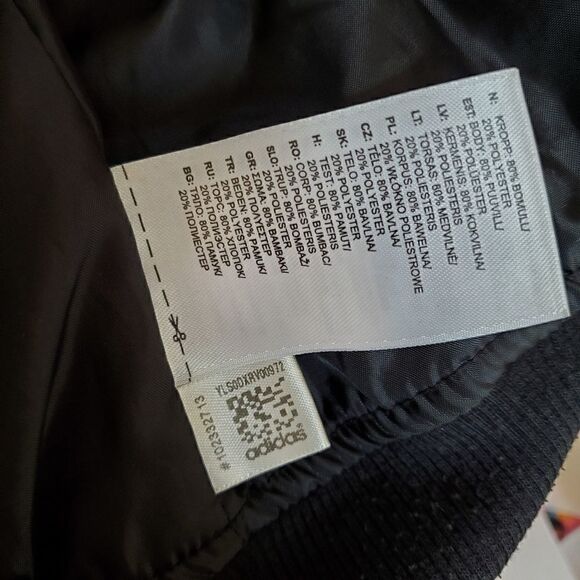 N: KROPP: 80% BOMULL/
20% POLYESTER
EST: BODY: 80% PUUVILL/
20% POLÜESTER
LV: ĶERMENIS: 80% KOKVILNA/
20% POLIESTERIS
LT: TORSAS: 80% MEDVILNĖ/
20% POLIESTERIS
PL: KORPUS: 80% BAWEŁNA/
20% WŁÓKNO POLIESTROWE
CZ: TĚLO: 80% BAVLNA/
20% POLYESTER
SK: TELO: 80% BAVLNA/
20% POLYESTER
H: TEST: 80% PAMUT/
20% POLIÉSZTER
RO: CORP: 80% BUMBAC/
20% POLIESTER
SLO: TRUP: 80% BOMBAŽ/
20% POLIESTER
GR: ΣΩΜΑ: 80% ΒΑΜΒΑΚΙ/
20% ΠΟΛΥΕΣΤΕΡ
TR: BEDEN: 80% PAMUK/
20% POLYESTER
RU: ТОРС: 80% ХЛОПОК/
20% ПОЛИЭСТЕР
BG: ТЯЛО: 80% ПАМУК/
20% ПОЛИЕСТЕР
YLS0DXRV00972
adidas
#102332713